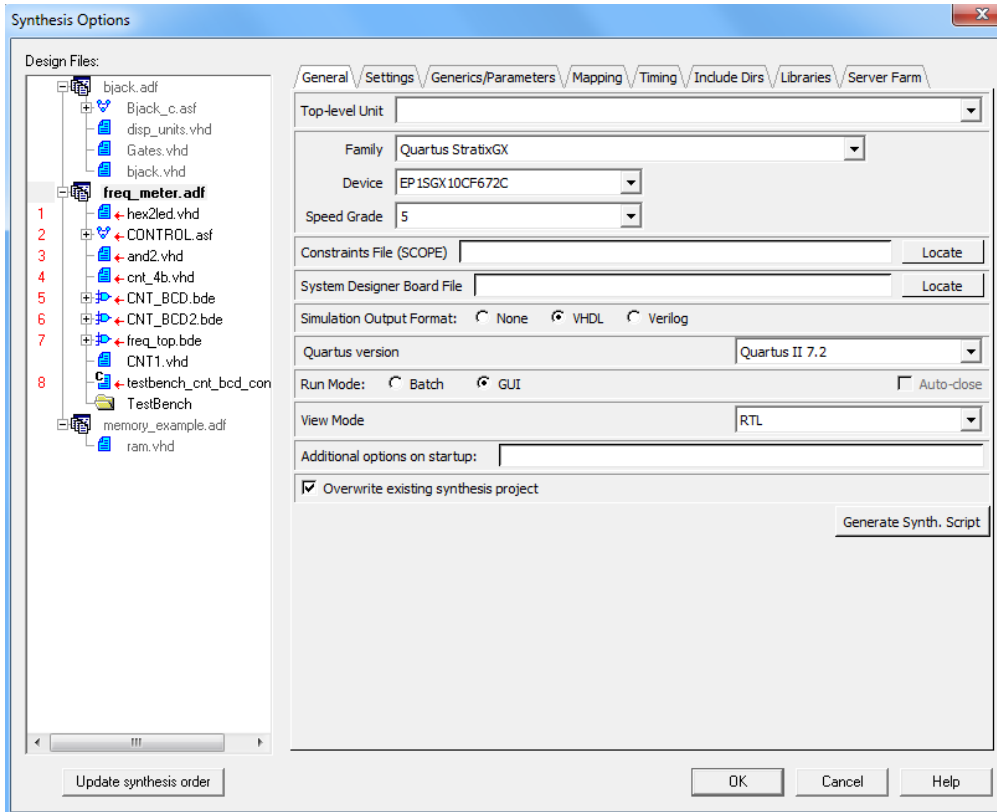 Synthesis Options
Design Files:
bjack.adf
Bjack_c.asf
disp_units.vhd
Gates.vhd
bjack.vhd
freq_meter.adf
1 hex2led.vhd
2 CONTROL.asf
3 and2.vhd
4 cnt_4b.vhd
5 CNT_BCD.bde
6 CNT_BCD2.bde
7 freq_top.bde
CNT1.vhd
8 testbench_cnt_bcd_con
TestBench
memory_example.adf
ram.vhd
Update synthesis order
General Settings Generics/Parameters Mapping Timing Include Dirs Libraries Server Farm
Top-level Unit
Family Quartus StratixGX
Device EP1SGX10CF672C
Speed Grade 5
Constraints File (SCOPE) Locate
System Designer Board File Locate
Simulation Output Format: None VHDL Verilog
Quartus version Quartus II 7.2
Run Mode: Batch GUI Auto-close
View Mode RTL
Additional options on startup:
Overwrite existing synthesis project
Generate Synth. Script
OK Cancel Help